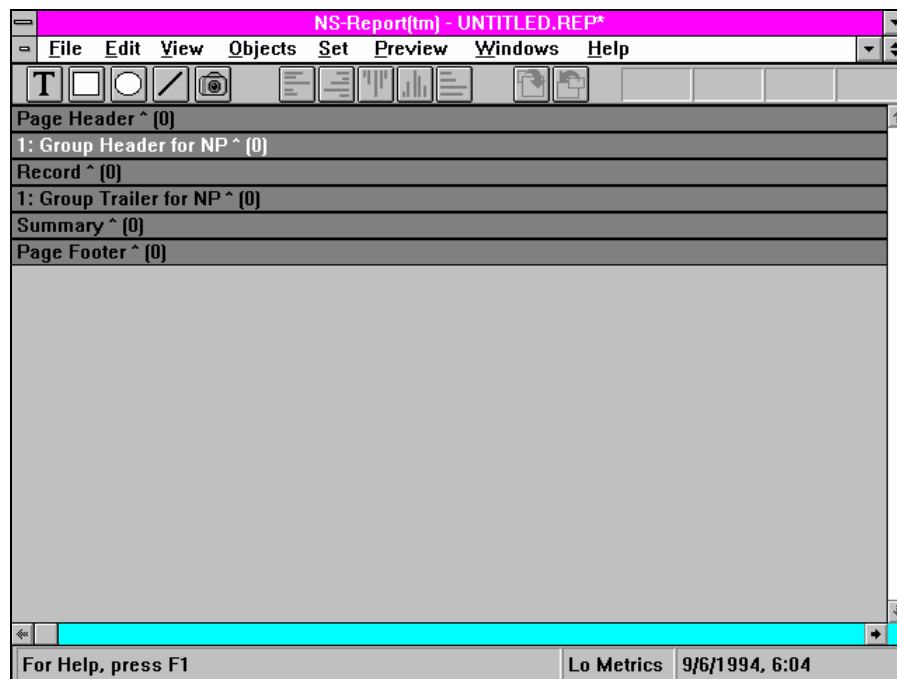 NS-Report(tm) - UNTITLED.REP*
File Edit View Objects Set Preview Windows Help
T
Page Header ^ (0)
1: Group Header for NP ^ (0)
Record ^ (0)
1: Group Trailer for NP ^ (0)
Summary ^ (0)
Page Footer ^ (0)
For Help, press F1 Lo Metrics 9/6/1994, 6:04